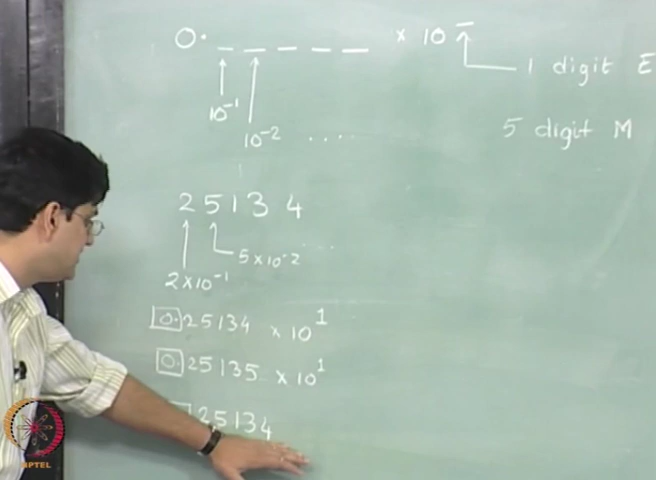 0. _ _ _ _ _ × 10 _
1 digit E
10⁻¹
10⁻² ....
5 digit M
2 5 1 3 4
5 × 10⁻² ...
2 × 10⁻¹
0. 25134 × 10¹
0. 25135 × 10¹
25134
NPTEL